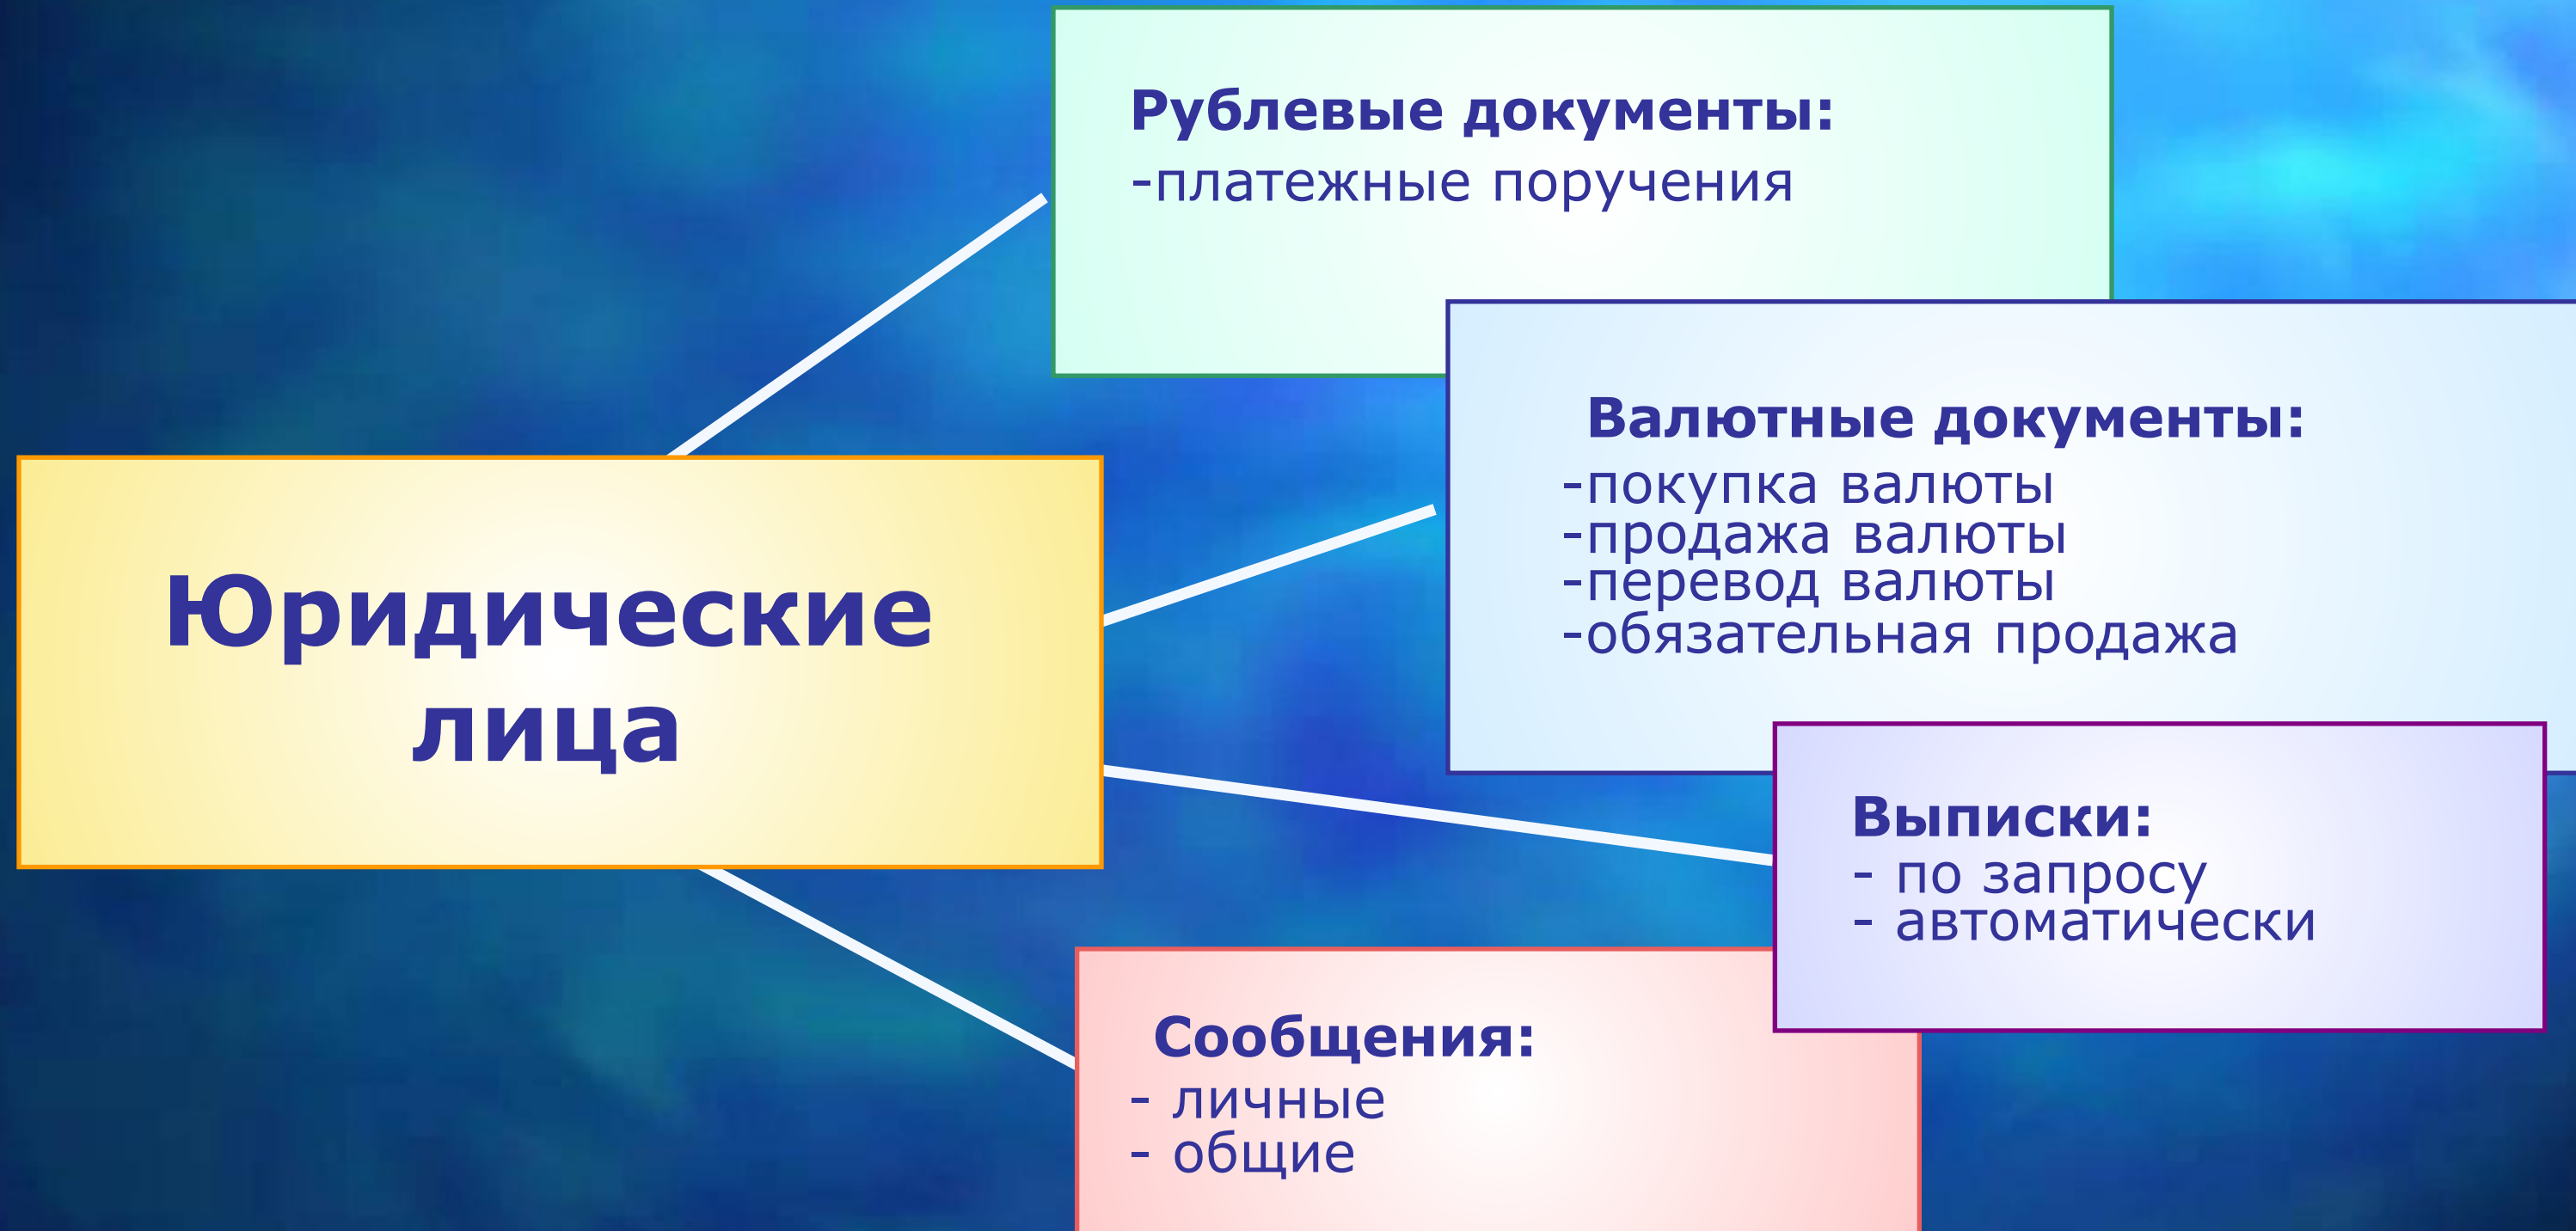 Рублевые документы:
-платежные поручения
Валютные документы:
-покупка валюты
-продажа валюты
-перевод валюты
-обязательная продажа
Юридические
лица
Выписки:
- по запросу
- автоматически
Сообщения:
- личные
- общие